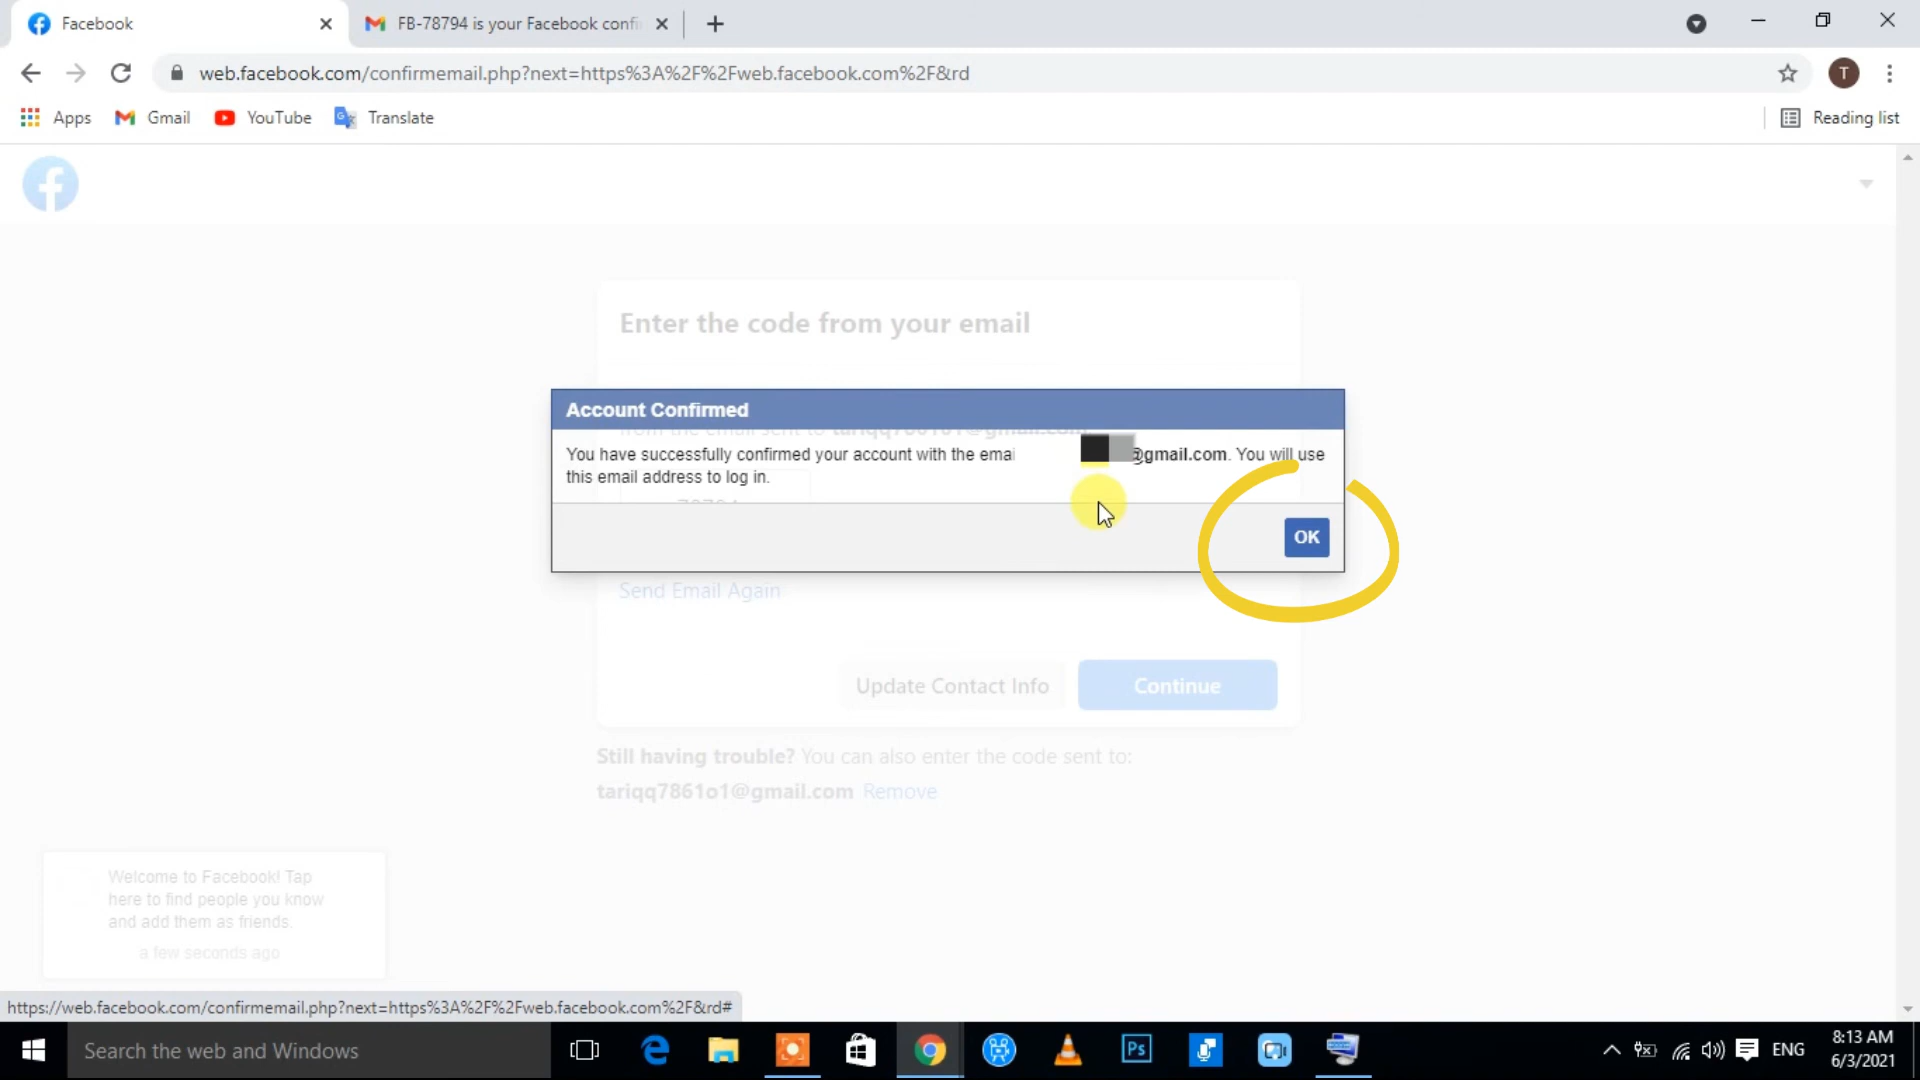 Facebook
FB-78794 is your Facebook confi
web.facebook.com/confirmemail.php?next=https%3A%2F%2Fweb.facebook.com%2F&rd
T
Apps
Gmail
YouTube
Translate
Reading list
Enter the code from your email
Account Confirmed
You have successfully confirmed your account with the emai @gmail.com. You will use
this email address to log in.
OK
Send Email Again
Update Contact Info
Continue
Still having trouble? You can also enter the code sent to:
tariqq7861o1@gmail.com Remove
Welcome to Facebook! Tap
here to find people you know
and add them as friends.
a few seconds ago
https://web.facebook.com/confirmemail.php?next=https%3A%2F%2Fweb.facebook.com%2F&rd#
Search the web and Windows
Ps
ENG
8:13 AM
6/3/2021